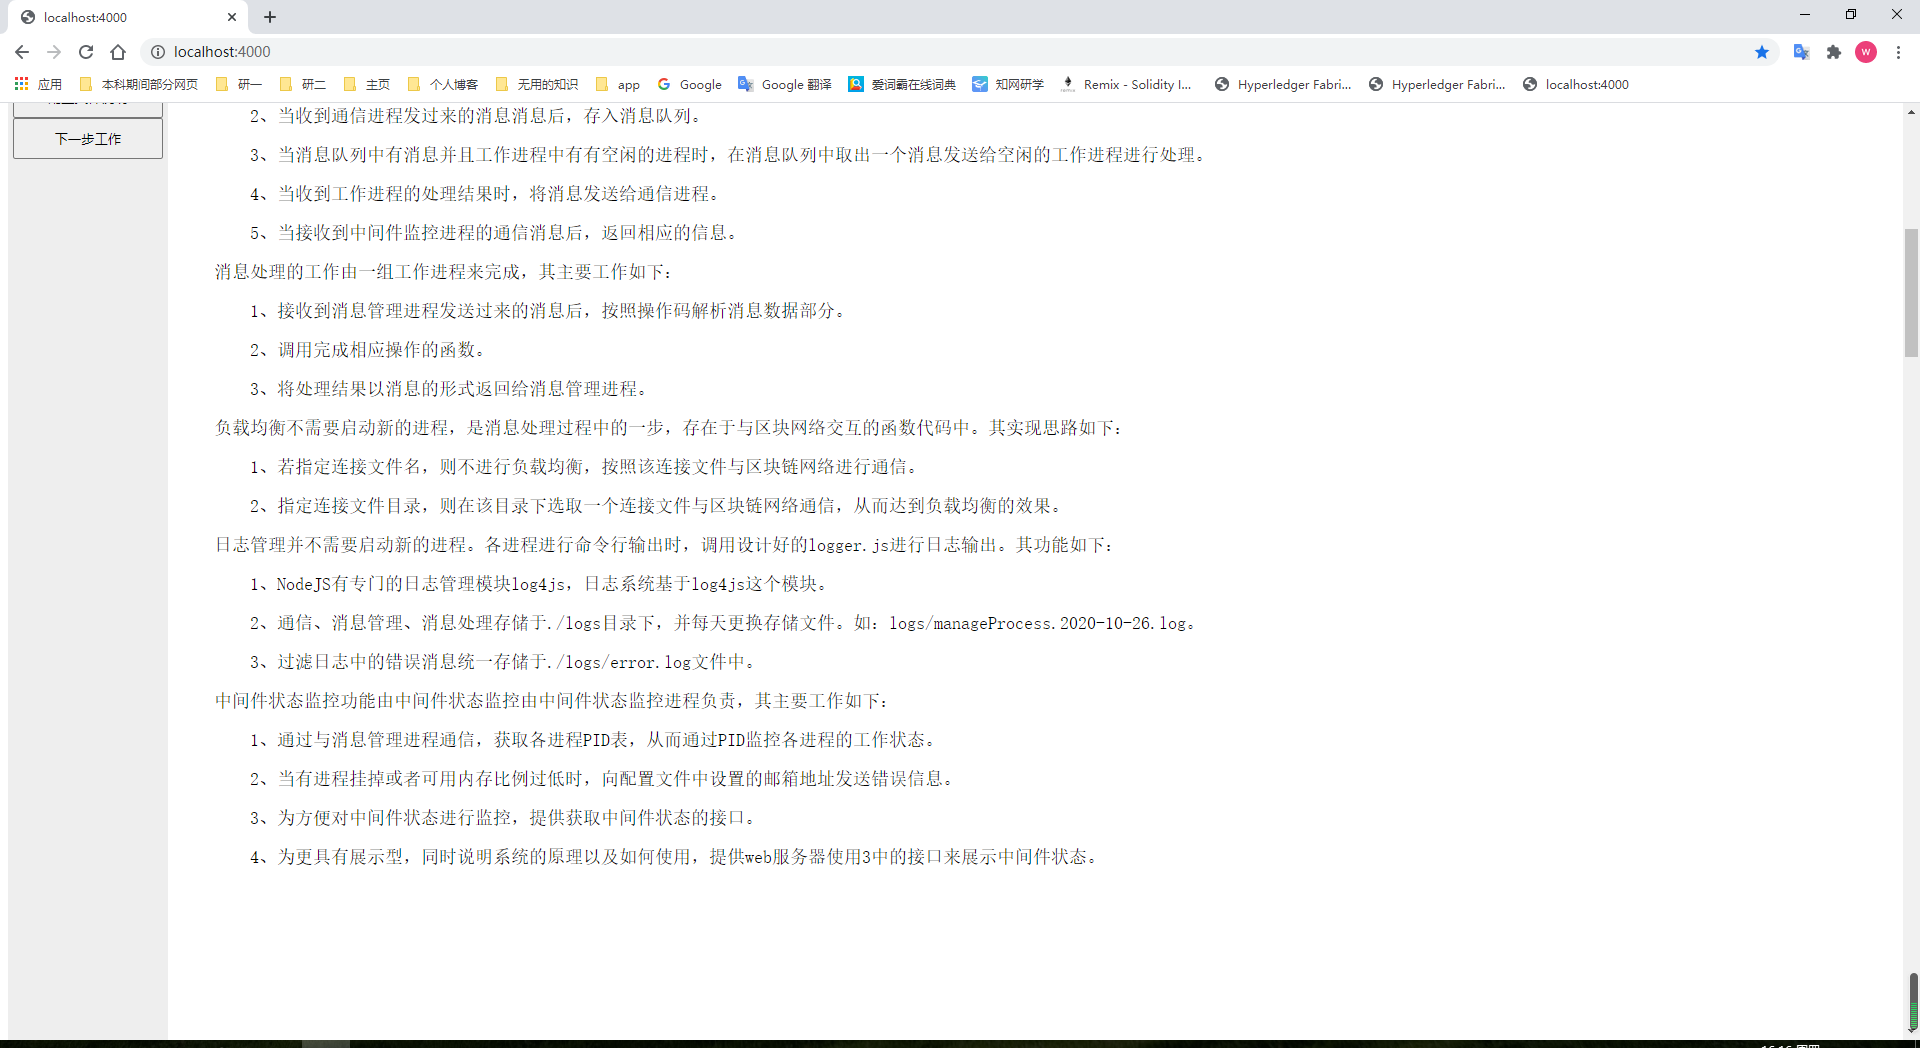 localhost:4000
localhost:4000
应用 本科期间部分网页 研一 研二 主页 个人博客 无用的知识 app Google Google 翻译 爱词霸在线词典 知网研学 Remix - Solidity I... Hyperledger Fabri... Hyperledger Fabri... localhost:4000
W
下一步工作
2、当收到通信进程发过来的消息消息后，存入消息队列。
3、当消息队列中有消息并且工作进程中有有空闲的进程时，在消息队列中取出一个消息发送给空闲的工作进程进行处理。
4、当收到工作进程的处理结果时，将消息发送给通信进程。
5、当接收到中间件监控进程的通信消息后，返回相应的信息。
消息处理的工作由一组工作进程来完成，其主要工作如下：
1、接收到消息管理进程发送过来的消息后，按照操作码解析消息数据部分。
2、调用完成相应操作的函数。
3、将处理结果以消息的形式返回给消息管理进程。
负载均衡不需要启动新的进程，是消息处理过程中的一步，存在于与区块网络交互的函数代码中。其实现思路如下：
1、若指定连接文件名，则不进行负载均衡，按照该连接文件与区块链网络进行通信。
2、指定连接文件目录，则在该目录下选取一个连接文件与区块链网络通信，从而达到负载均衡的效果。
日志管理并不需要启动新的进程。各进程进行命令行输出时，调用设计好的logger.js进行日志输出。其功能如下：
1、NodeJS有专门的日志管理模块log4js，日志系统基于log4js这个模块。
2、通信、消息管理、消息处理存储于./logs目录下，并每天更换存储文件。如：logs/manageProcess.2020-10-26.log。
3、过滤日志中的错误消息统一存储于./logs/error.log文件中。
中间件状态监控功能由中间件状态监控由中间件状态监控进程负责，其主要工作如下：
1、通过与消息管理进程通信，获取各进程PID表，从而通过PID监控各进程的工作状态。
2、当有进程挂掉或者可用内存比例过低时，向配置文件中设置的邮箱地址发送错误信息。
3、为方便对中间件状态进行监控，提供获取中间件状态的接口。
4、为更具有展示型，同时说明系统的原理以及如何使用，提供web服务器使用3中的接口来展示中间件状态。